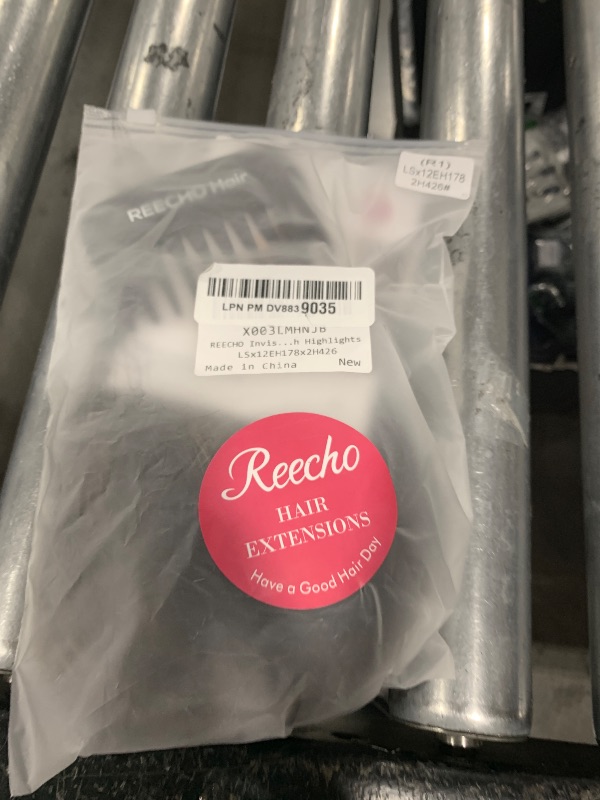 (R1)
LSx12EH178
2H426#
REECHO Hair
LPN PM DV8839035
X003LMHNJB
REECHO Invis...h Highlights
LSx12EH178x2H426
Made In China New
Reecho
HAIR
EXTENSIONS
Have a Good Hair Day